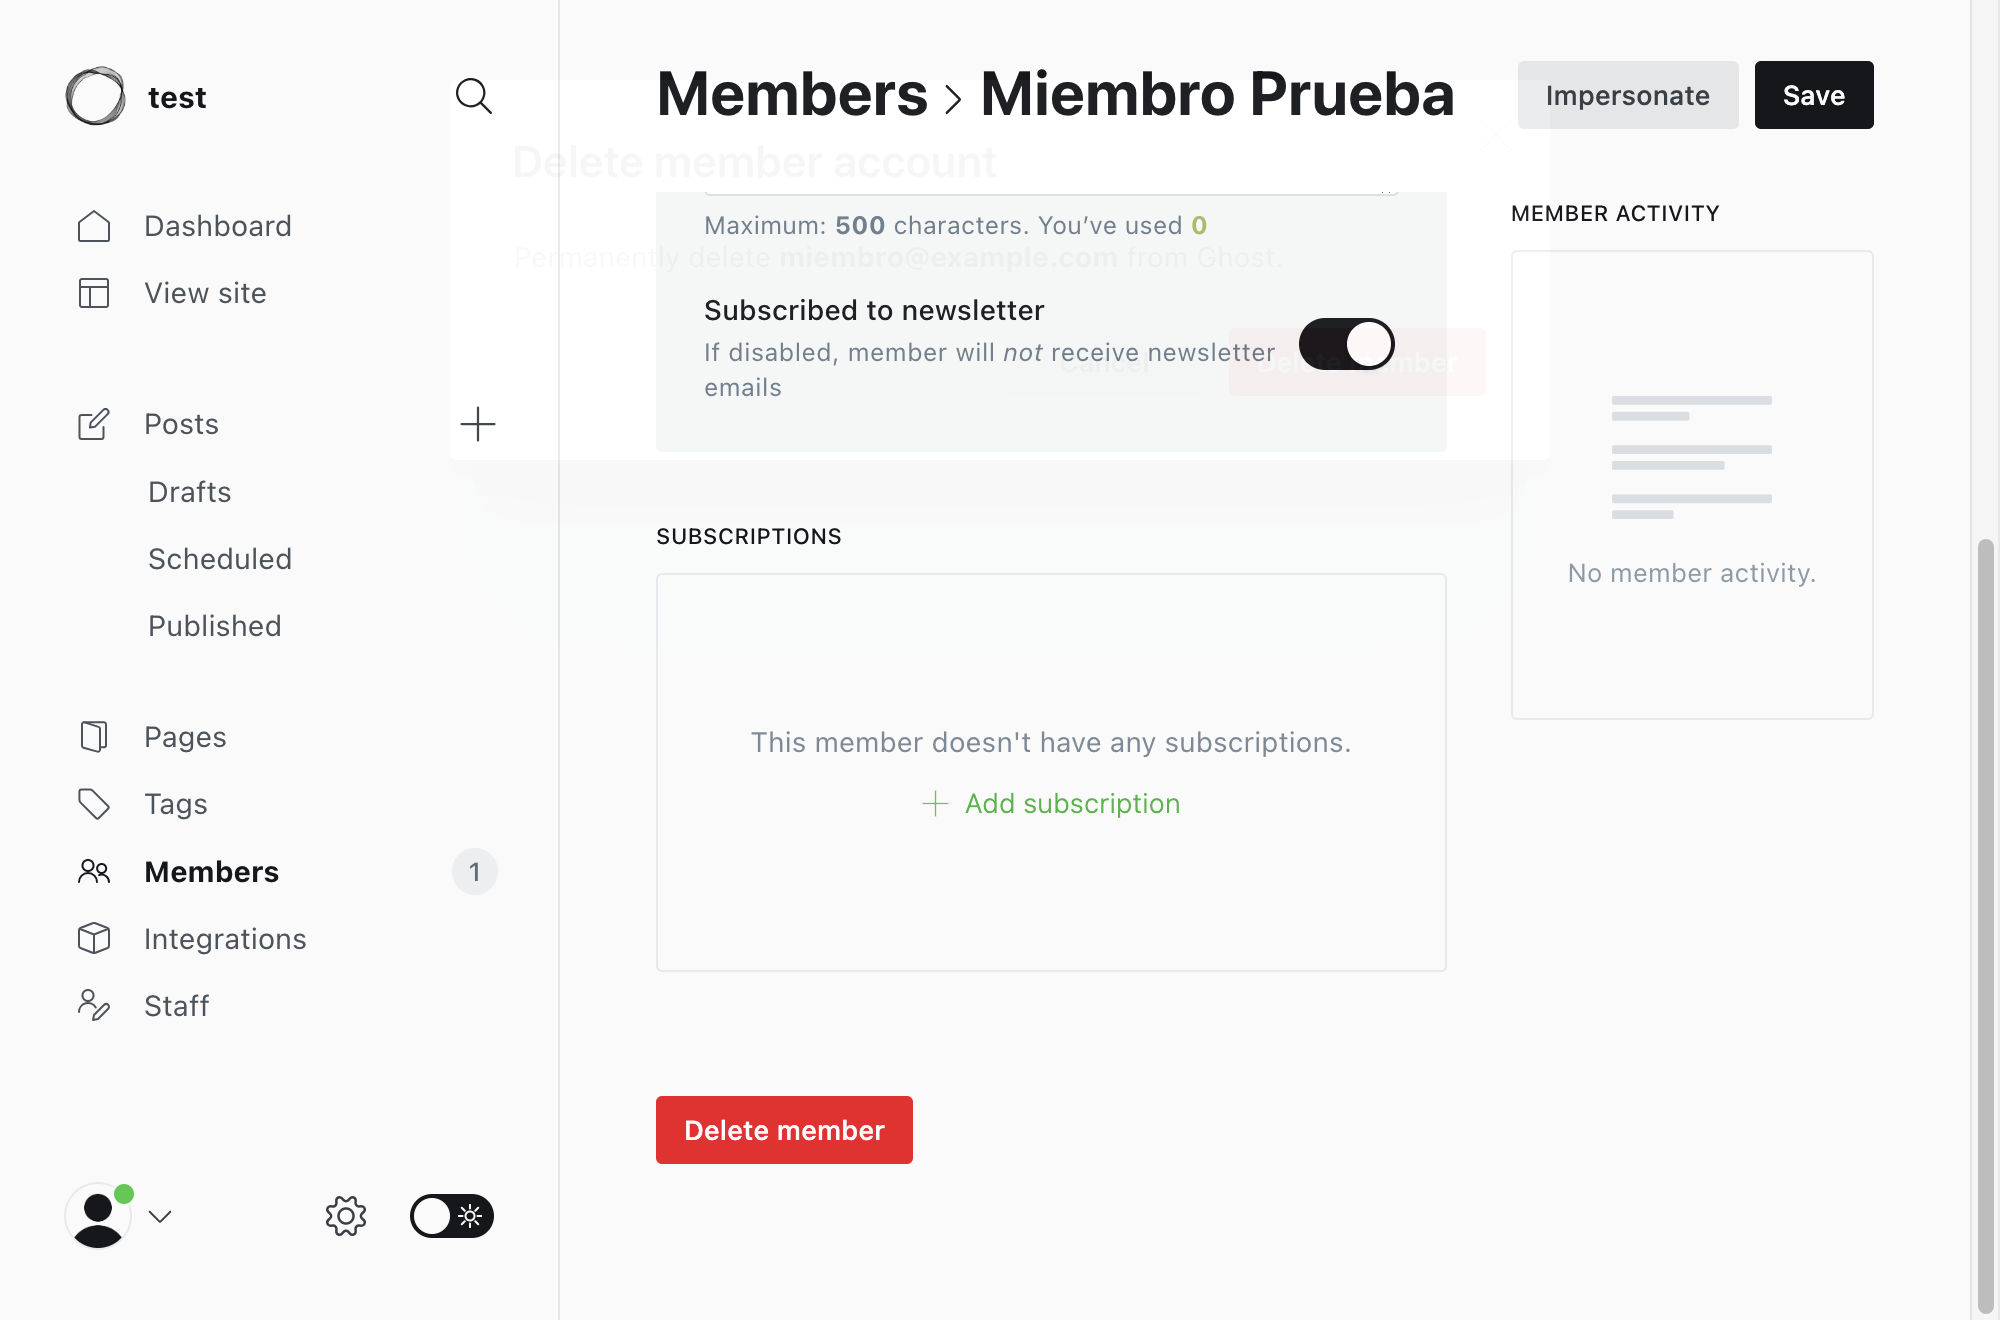 test
Dashboard
View site
Posts
Drafts
Scheduled
Published
Pages
Tags
Members
1
Integrations
Staff
Members > Miembro Prueba
Impersonate
Save
Delete member account
Maximum: 500 characters. You’ve used 0
Permanently delete miembro@example.com from Ghost.
Subscribed to newsletter
If disabled, member will not receive newsletter
emails
Cancel
Delete member
SUBSCRIPTIONS
This member doesn't have any subscriptions.
Add subscription
Delete member
MEMBER ACTIVITY
No member activity.